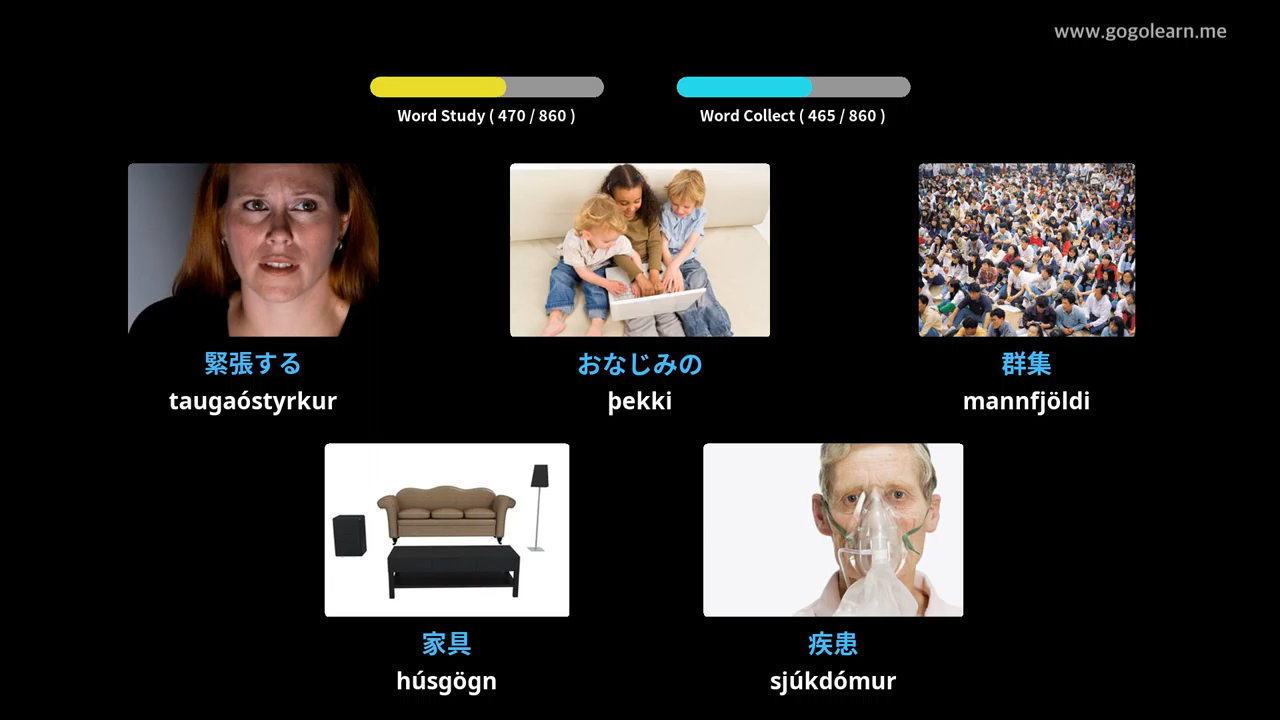 www.gogolearn.me
Word Study ( 470 / 860 )
Word Collect ( 465 / 860 )
緊張する
taugaóstyrkur
おなじみの
þekki
群集
mannfjöldi
家具
húsgögn
疾患
sjúkdómur